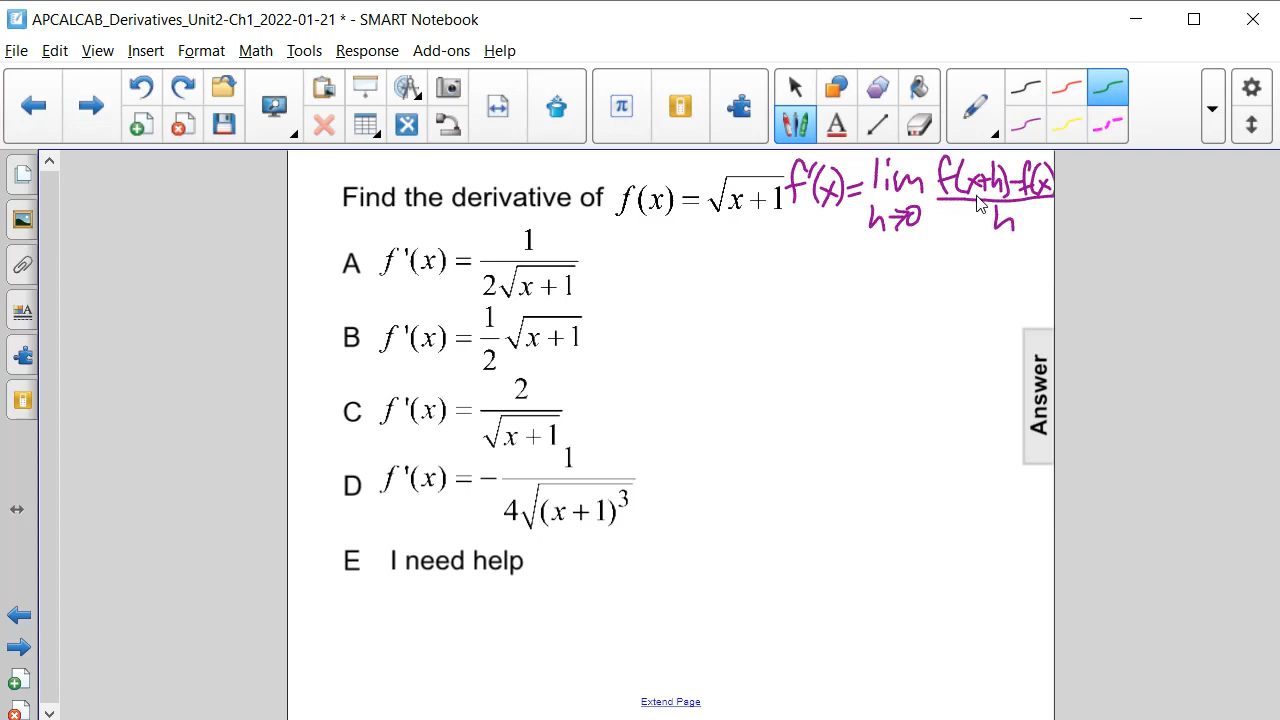 APCALCAB_Derivatives_Unit2-Ch1_2022-01-21 * - SMART Notebook
File Edit View Insert Format Math Tools Response Add-ons Help
Find the derivative of f(x) = √(x+1) f'(x) = lim h→0 (f(x+h)-f(x))/h
A f'(x) = 1/(2√(x+1))
B f'(x) = 1/2 √(x+1)
C f'(x) = 2/√(x+1)
D f'(x) = - 1/(4√((x+1)³))
E I need help
Answer
Extend Page